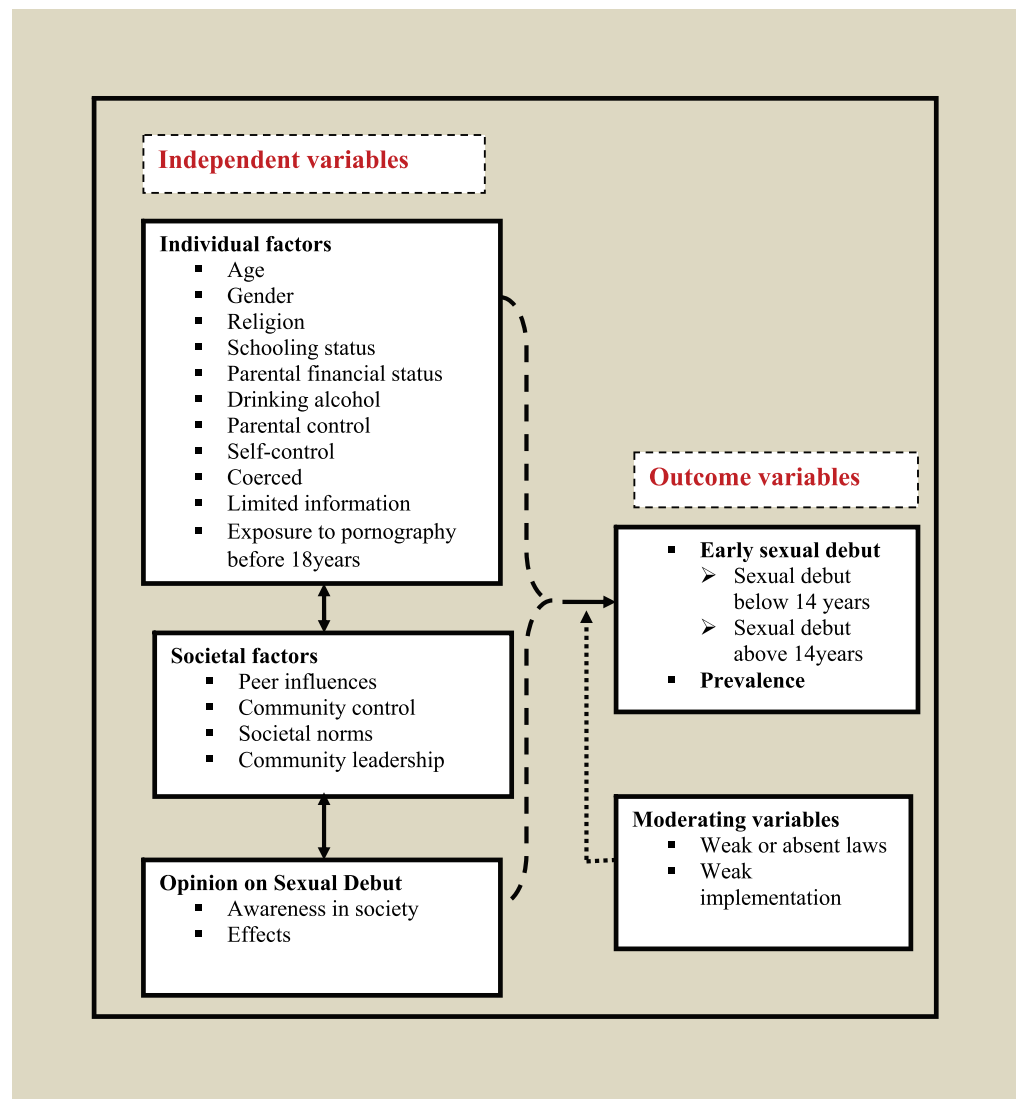 Independent variables
Individual factors
▪ Age
▪ Gender
▪ Religion
▪ Schooling status
▪ Parental financial status
▪ Drinking alcohol
▪ Parental control
▪ Self-control
▪ Coerced
▪ Limited information
▪ Exposure to pornography
before 18years
Societal factors
▪ Peer influences
▪ Community control
▪ Societal norms
▪ Community leadership
Opinion on Sexual Debut
▪ Awareness in society
▪ Effects
Outcome variables
▪ Early sexual debut
➢ Sexual debut
below 14 years
➢ Sexual debut
above 14years
▪ Prevalence
Moderating variables
▪ Weak or absent laws
▪ Weak
implementation